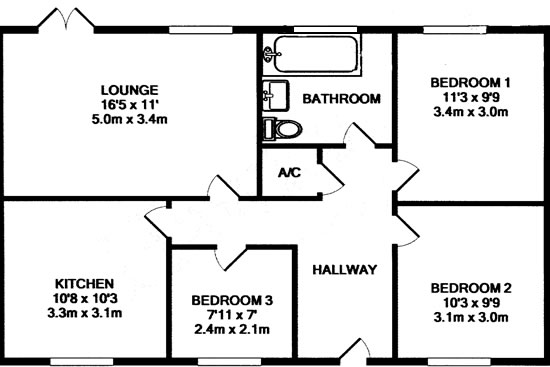 LOUNGE
16'5 x 11'
5.0m x 3.4m
BATHROOM
BEDROOM 1
11'3 x 9'9
3.4m x 3.0m
A/C
KITCHEN
10'8 x 10'3
3.3m x 3.1m
BEDROOM 3
7'11 x 7'
2.4m x 2.1m
HALLWAY
BEDROOM 2
10'3 x 9'9
3.1m x 3.0m